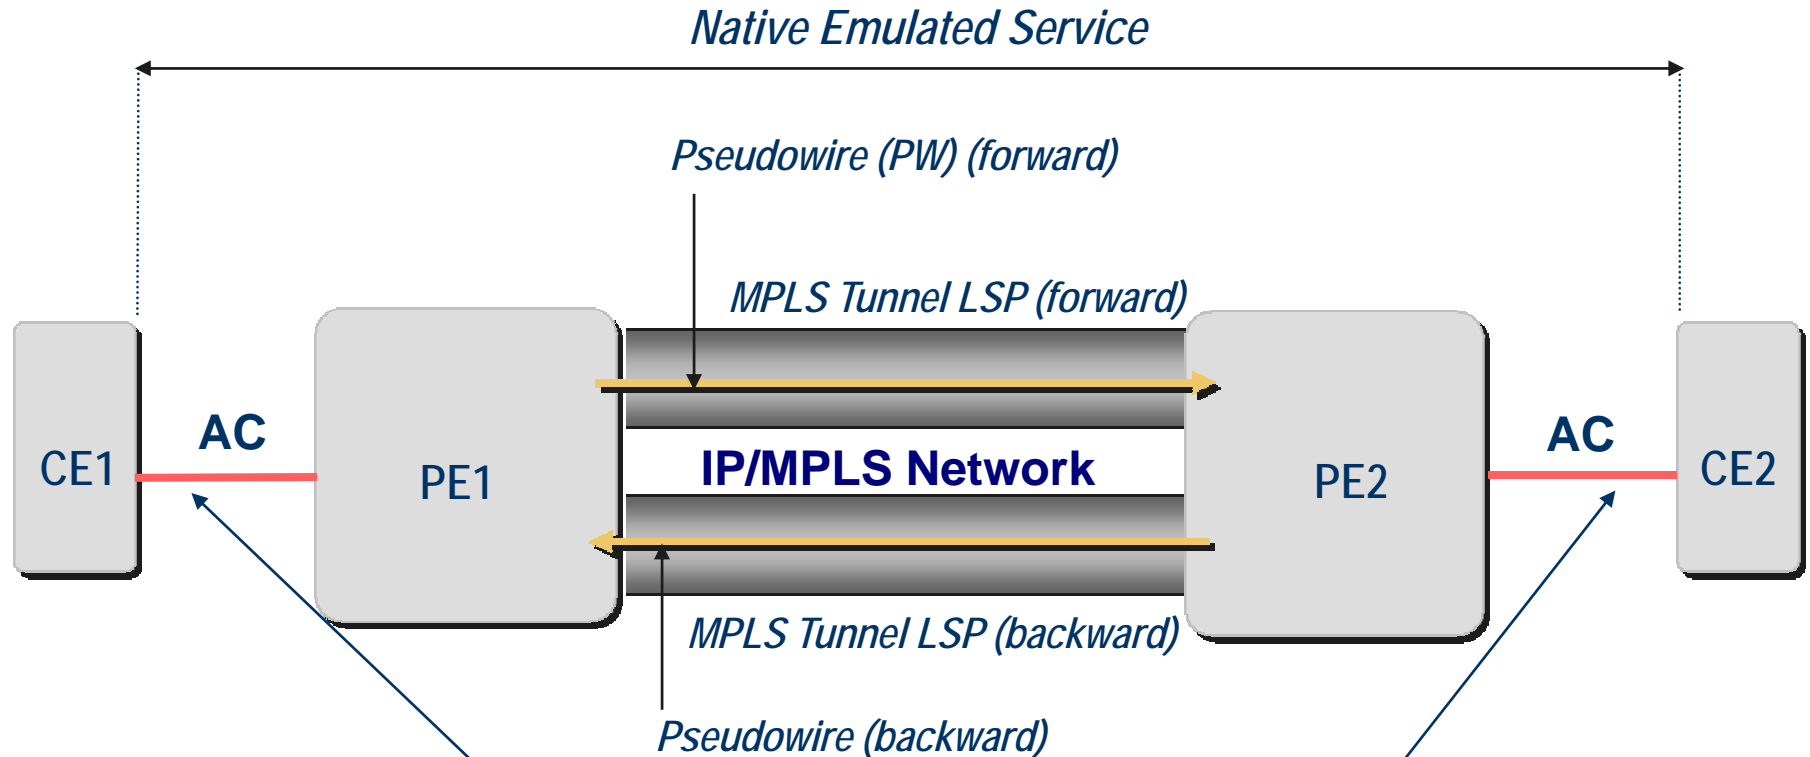 Native Emulated Service
Pseudowire (PW) (forward)
MPLS Tunnel LSP (forward)
AC
AC
CE1
PE1
IP/MPLS Network
PE2
CE2
MPLS Tunnel LSP (backward)
Pseudowire (backward)